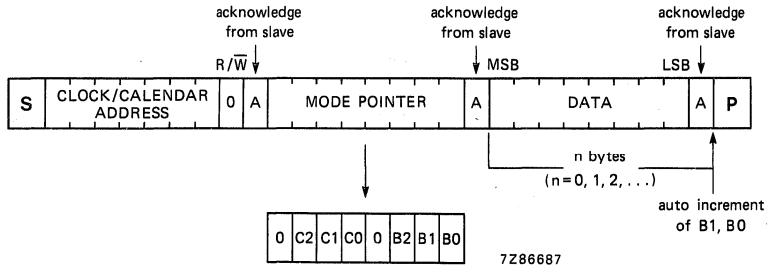 acknowledge from slave
acknowledge from slave
acknowledge from slave
R/W̅
MSB
LSB
S
CLOCK/CALENDAR ADDRESS
0
A
MODE POINTER
A
DATA
A
P
n bytes
(n=0, 1, 2, . . .)
auto increment
of B1, B0
0 C2 C1 C0 0 B2 B1 B0
7Z86687